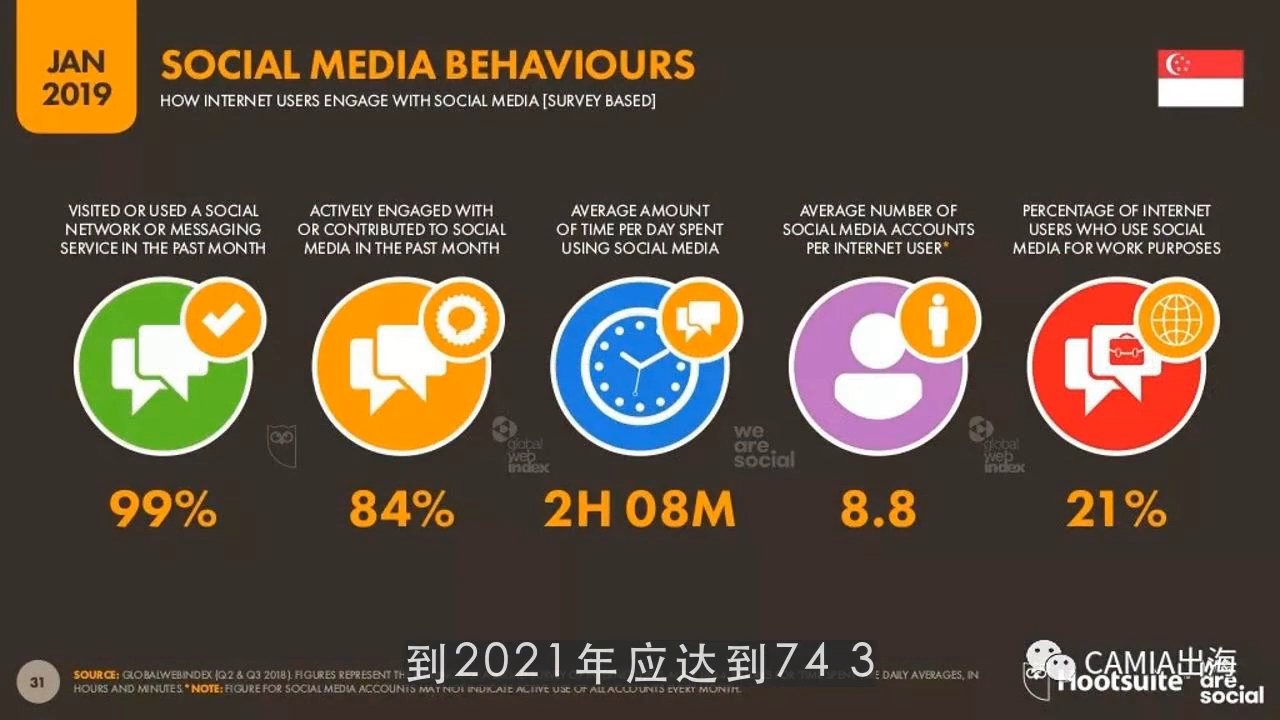 JAN
2019
SOCIAL MEDIA BEHAVIOURS
HOW INTERNET USERS ENGAGE WITH SOCIAL MEDIA [SURVEY BASED]
VISITED OR USED A SOCIAL
NETWORK OR MESSAGING
SERVICE IN THE PAST MONTH
99%
ACTIVELY ENGAGED WITH
OR CONTRIBUTED TO SOCIAL
MEDIA IN THE PAST MONTH
84%
AVERAGE AMOUNT
OF TIME PER DAY SPENT
USING SOCIAL MEDIA
2H 08M
AVERAGE NUMBER OF
SOCIAL MEDIA ACCOUNTS
PER INTERNET USER*
8.8
PERCENTAGE OF INTERNET
USERS WHO USE SOCIAL
MEDIA FOR WORK PURPOSES
21%
global
web
index
we
are
social
global
web
index
到2021年应达到74 3
31
SOURCE: GLOBALWEBINDEX (Q2 & Q3 2018). FIGURES REPRESENT DAILY AVERAGES, IN
HOURS AND MINUTES. *NOTE: FIGURE FOR SOCIAL MEDIA ACCOUNTS MAY NOT INDICATE ACTIVE USE OF ALL ACCOUNTS EVERY MONTH.
CAMIA出海
Hootsuite
we
are
social